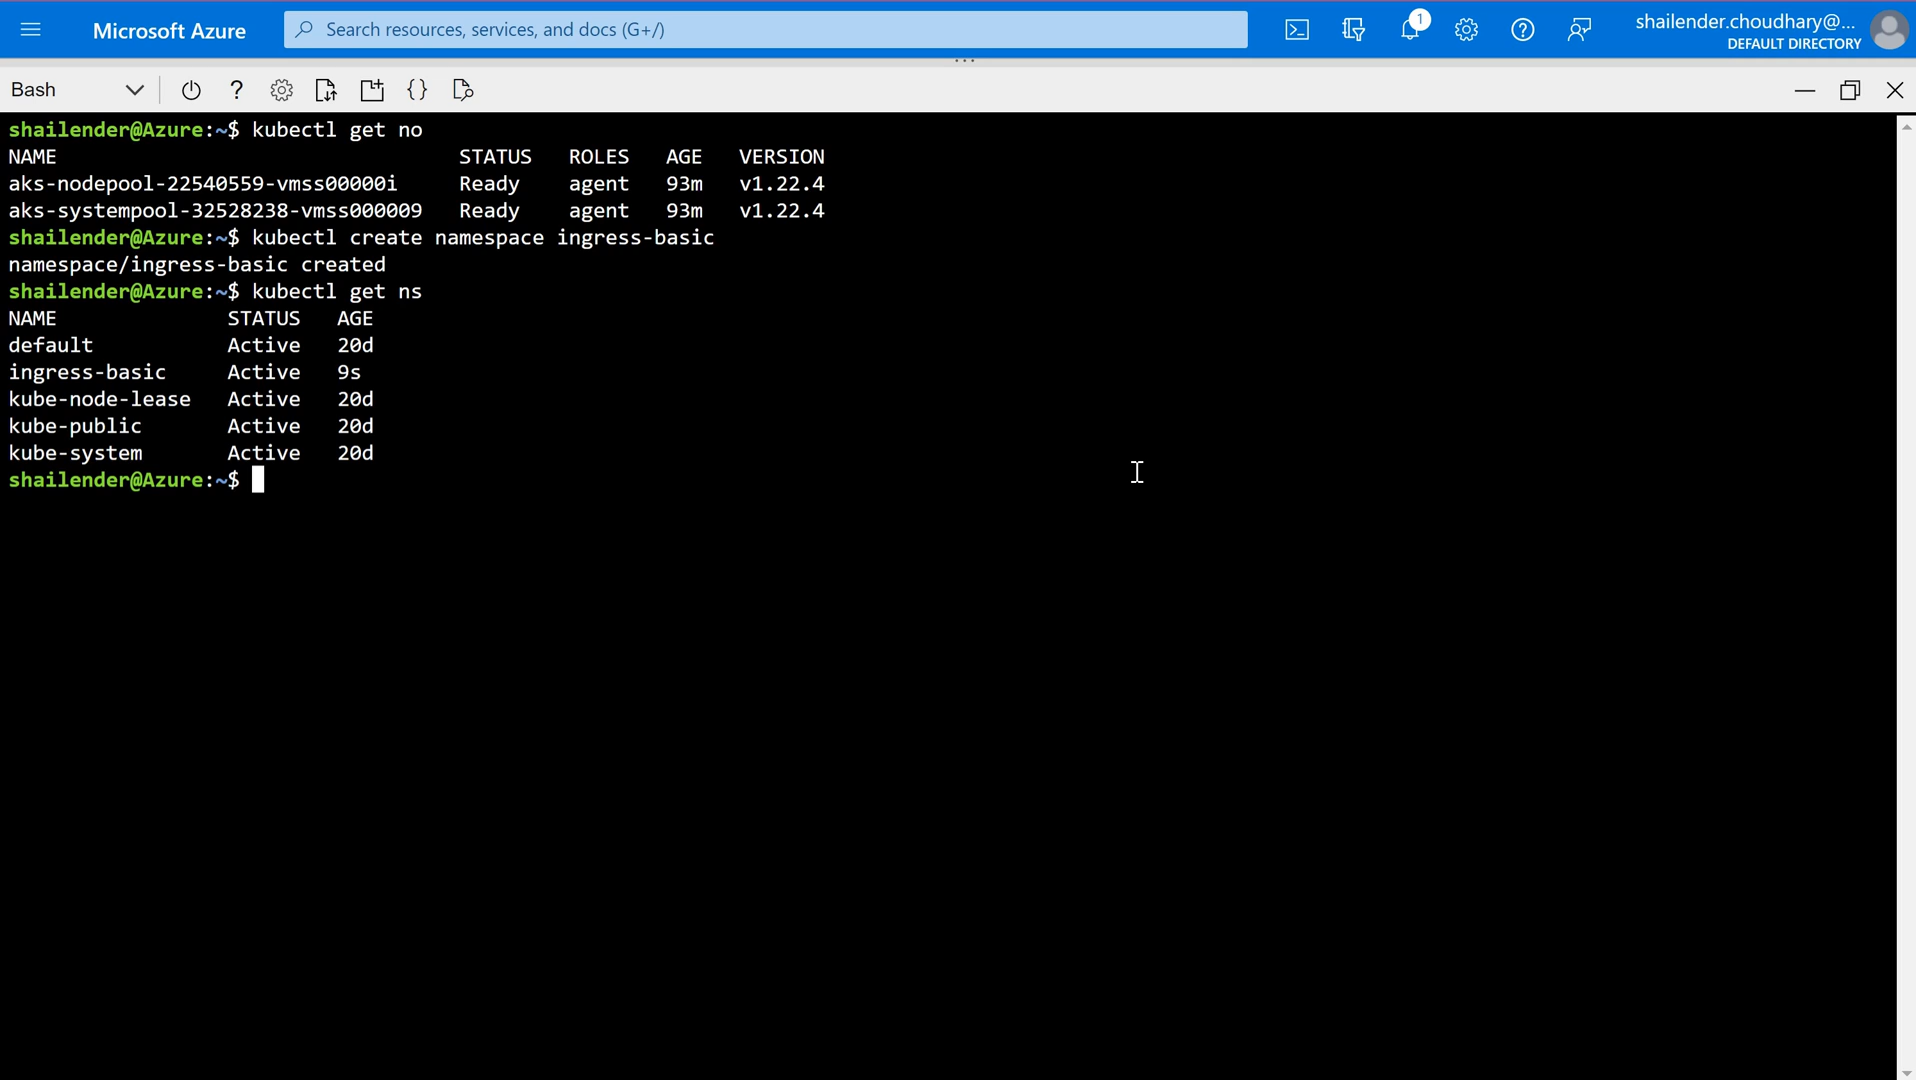 Microsoft Azure
Search resources, services, and docs (G+/)
1
shailender.choudhary@...
DEFAULT DIRECTORY
Bash
shailender@Azure:~$ kubectl get no
NAME STATUS ROLES AGE VERSION
aks-nodepool-22540559-vmss00000i Ready agent 93m v1.22.4
aks-systempool-32528238-vmss000009 Ready agent 93m v1.22.4
shailender@Azure:~$ kubectl create namespace ingress-basic
namespace/ingress-basic created
shailender@Azure:~$ kubectl get ns
NAME STATUS AGE
default Active 20d
ingress-basic Active 9s
kube-node-lease Active 20d
kube-public Active 20d
kube-system Active 20d
shailender@Azure:~$